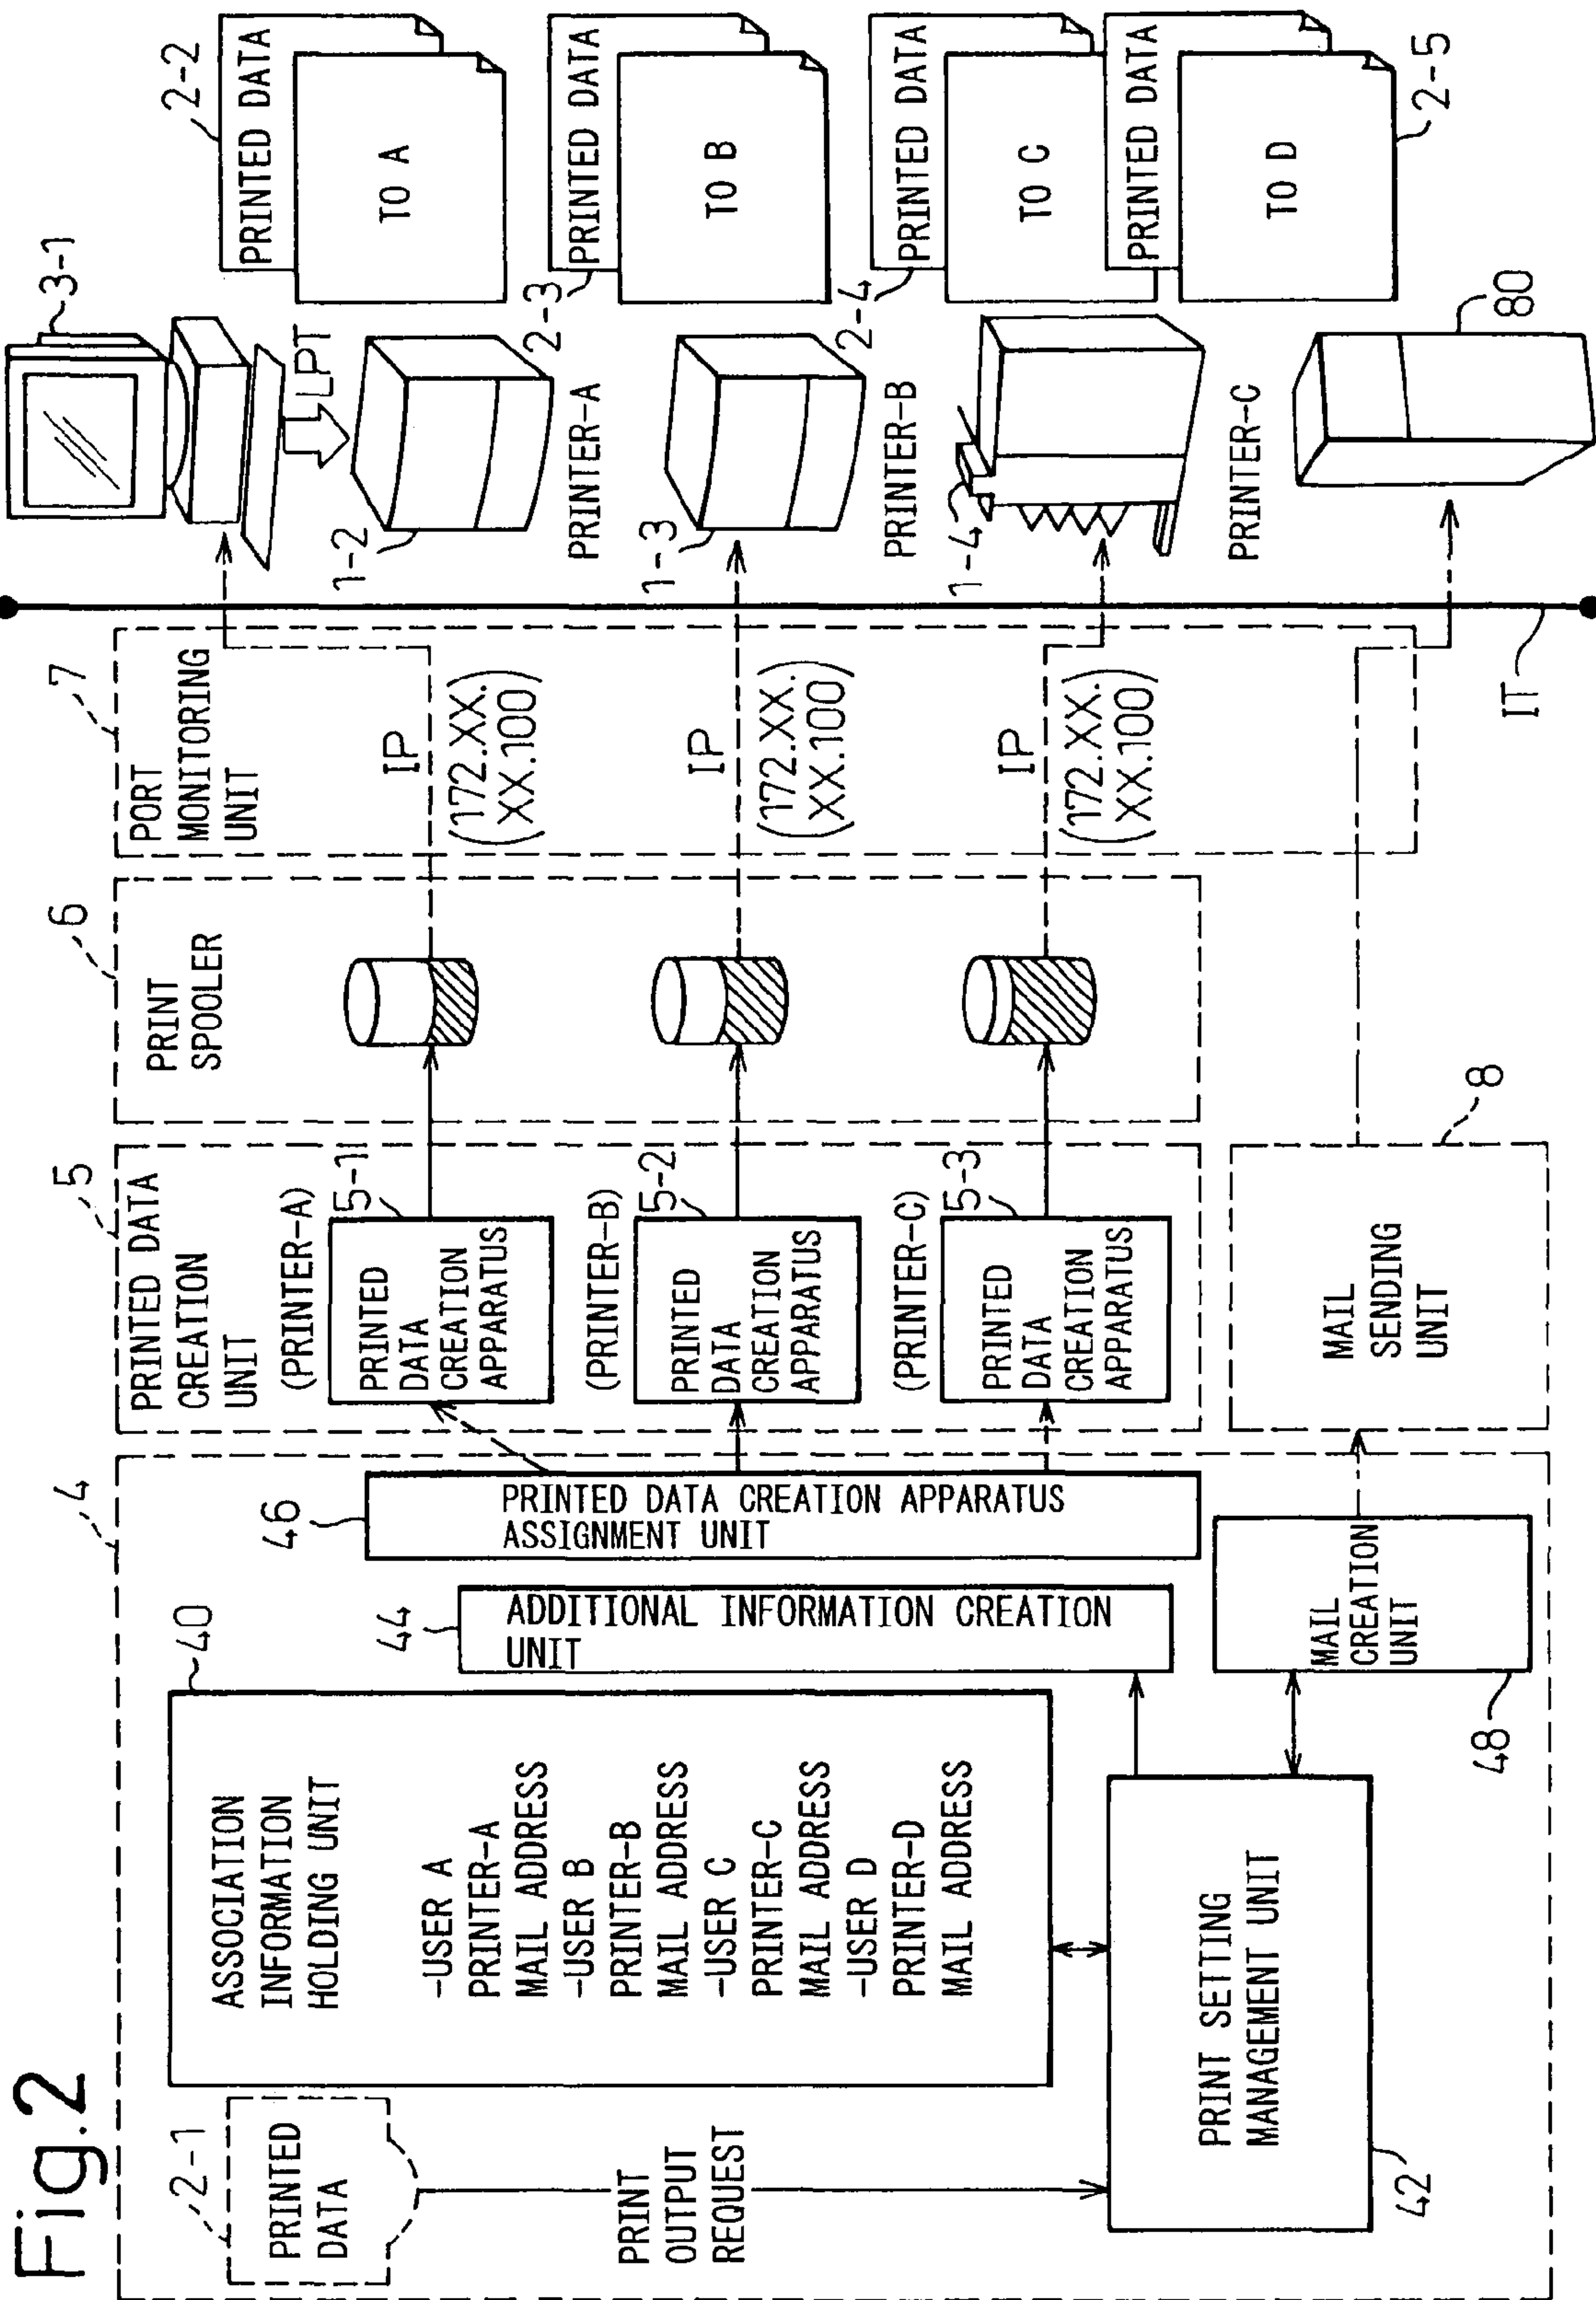 Fig.2
4
2-1
PRINTED
DATA
PRINT
OUTPUT
REQUEST
40
ASSOCIATION
INFORMATION
HOLDING UNIT
-USER A
PRINTER-A
MAIL ADDRESS
-USER B
PRINTER-B
MAIL ADDRESS
-USER C
PRINTER-C
MAIL ADDRESS
-USER D
PRINTER-D
MAIL ADDRESS
PRINT SETTING
MANAGEMENT UNIT
42
44
ADDITIONAL INFORMATION CREATION
UNIT
46
PRINTED DATA CREATION APPARATUS
ASSIGNMENT UNIT
MAIL
CREATION
UNIT
48
5
PRINTED DATA
CREATION
UNIT
(PRINTER-A)
5-1
PRINTED
DATA
CREATION
APPARATUS
(PRINTER-B)
5-2
PRINTED
DATA
CREATION
APPARATUS
(PRINTER-C)
5-3
PRINTED
DATA
CREATION
APPARATUS
MAIL
SENDING
UNIT
8
6
PRINT
SPOOLER
7
PORT
MONITORING
UNIT
IP
(172.XX.
XX.100)
IP
(172.XX.
XX.100)
IP
(172.XX.
XX.100)
IT
3-1
LPT
1-2
PRINTER-A
1-3
PRINTER-B
1-4
PRINTER-C
80
2-2
PRINTED DATA
TO A
2-3
PRINTED DATA
TO B
2-4
PRINTED DATA
TO C
PRINTED DATA
TO D
2-5